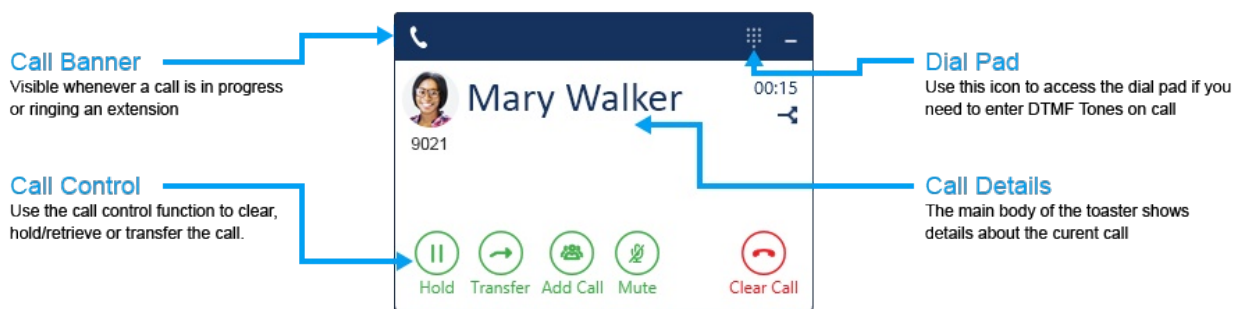 Call Banner
Visible whenever a call is in progress
or ringing an extension
Call Control
Use the call control function to clear,
hold/retrieve or transfer the call.
Mary Walker
00:15
9021
Hold
Transfer
Add Call
Mute
Clear Call
Dial Pad
Use this icon to access the dial pad if you
need to enter DTMF Tones on call
Call Details
The main body of the toaster shows
details about the curent call